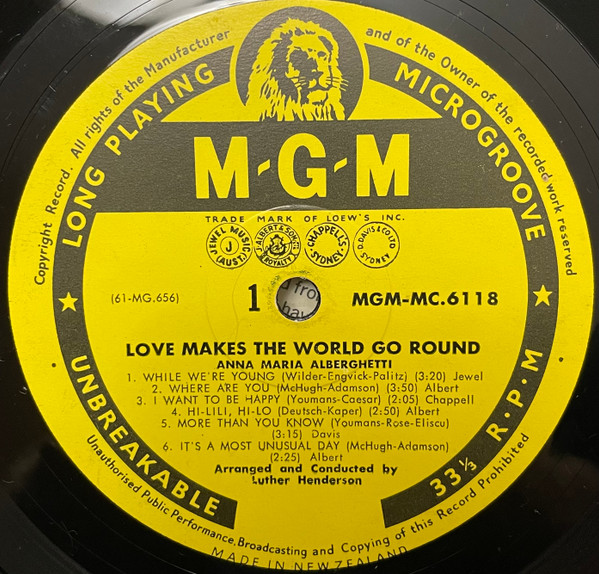 Copyright Record. All rights of the Manufacturer and of the Owner of the recorded work reserved
LONG PLAYING MICROGROOVE
M-G-M
TRADE MARK OF LOEW'S INC.
JEWEL MUSIC J (AUST.)
J. ALBERT & SON ROYALTY
CHAPPELL'S SYDNEY
D. DAVIS & CO LTD SYDNEY
(61-MG.656)
1
MGM-MC.6118
LOVE MAKES THE WORLD GO ROUND
ANNA MARIA ALBERGHETTI
1. WHILE WE'RE YOUNG (Wilder-Engvick-Palitz) (3:20) Jewel
2. WHERE ARE YOU (McHugh-Adamson) (3:50) Albert
3. I WANT TO BE HAPPY (Youmans-Caesar) (2:05) Chappell
4. HI-LILI, HI-LO (Deutsch-Kaper) (2:50) Albert
5. MORE THAN YOU KNOW (Youmans-Rose-Eliscu)
(3:15) Davis
6. IT'S A MOST UNUSUAL DAY (McHugh-Adamson)
(2:25) Albert
Arranged and Conducted by
Luther Henderson
UNBREAKABLE
33⅓ R·P·M
Unauthorised Public Performance, Broadcasting and Copying of this Record Prohibited
MADE IN NEW ZEALAND